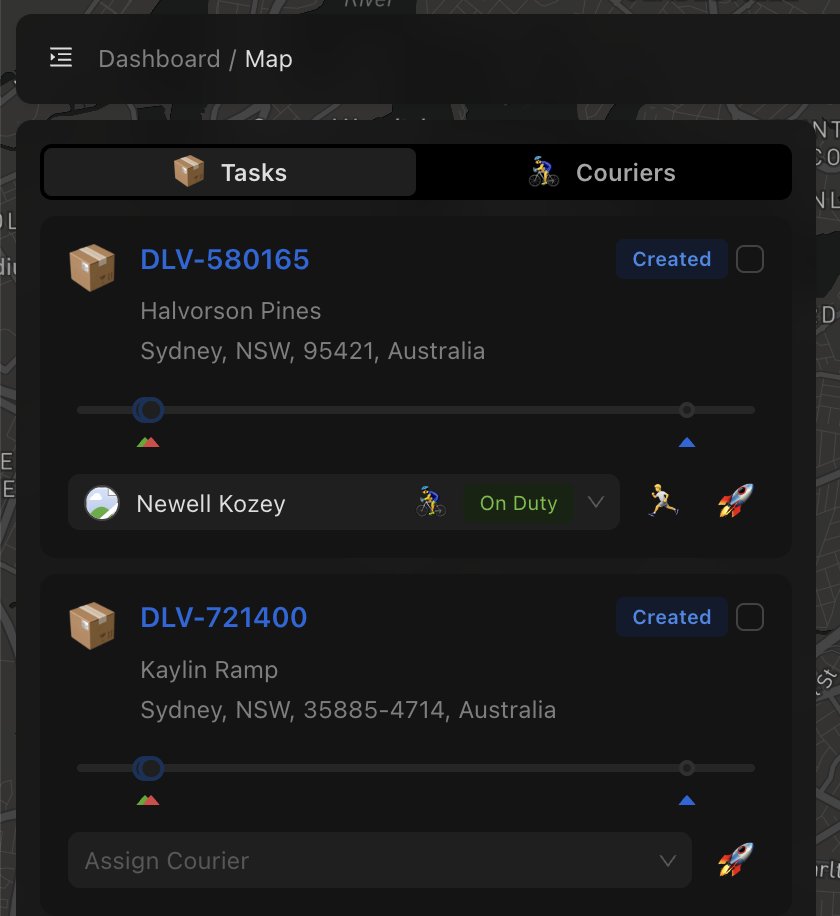 River
Dashboard / Map
Tasks
Couriers
DLV-580165
Created
Halvorson Pines
Sydney, NSW, 95421, Australia
Newell Kozey
On Duty
DLV-721400
Created
Kaylin Ramp
Sydney, NSW, 35885-4714, Australia
Assign Courier
St